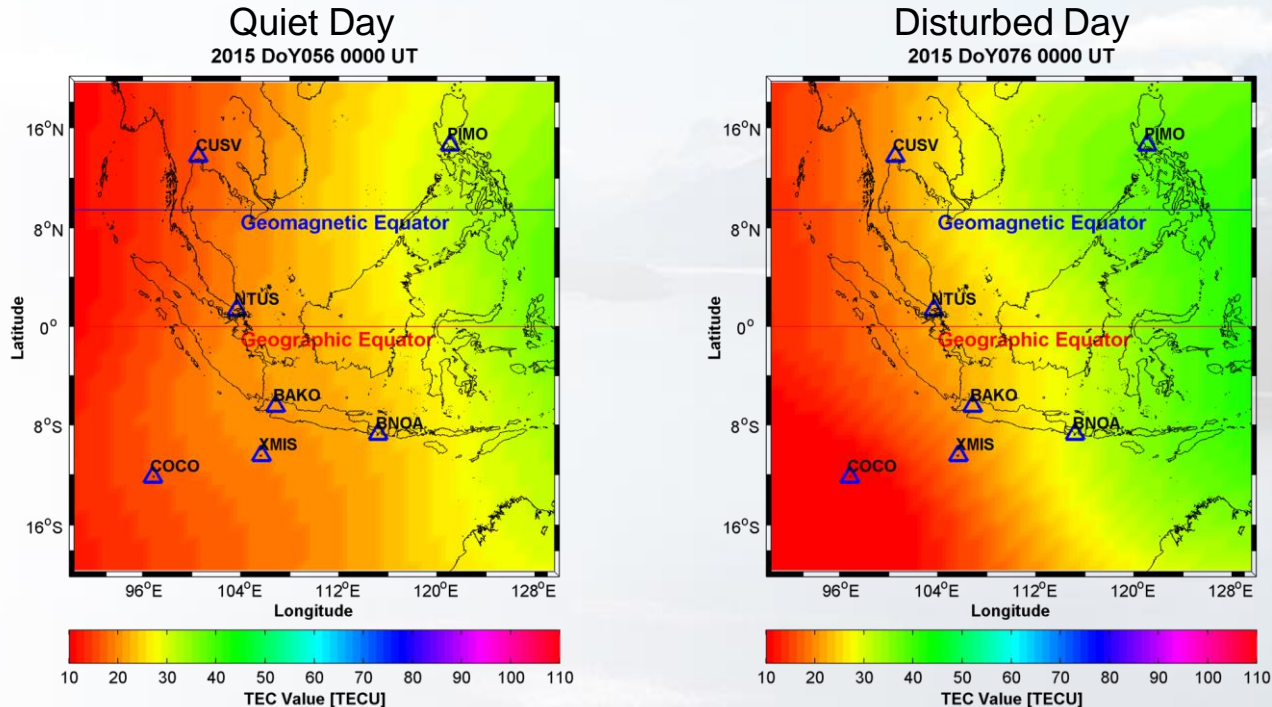 Quiet Day
2015 DoY056 0000 UT
16°N
8°N
0°
8°S
16°S
Latitude
CUSV
PIMO
Geomagnetic Equator
NTUS
Geographic Equator
BAKO
BNOA
XMIS
COCO
96°E 104°E 112°E 120°E 128°E
Longitude
10 20 30 40 50 60 70 80 90 100 110
TEC Value [TECU]
Disturbed Day
2015 DoY076 0000 UT
16°N
8°N
0°
8°S
16°S
Latitude
CUSV
PIMO
Geomagnetic Equator
NTUS
Geographic Equator
BAKO
BNOA
XMIS
COCO
96°E 104°E 112°E 120°E 128°E
Longitude
10 20 30 40 50 60 70 80 90 100 110
TEC Value [TECU]